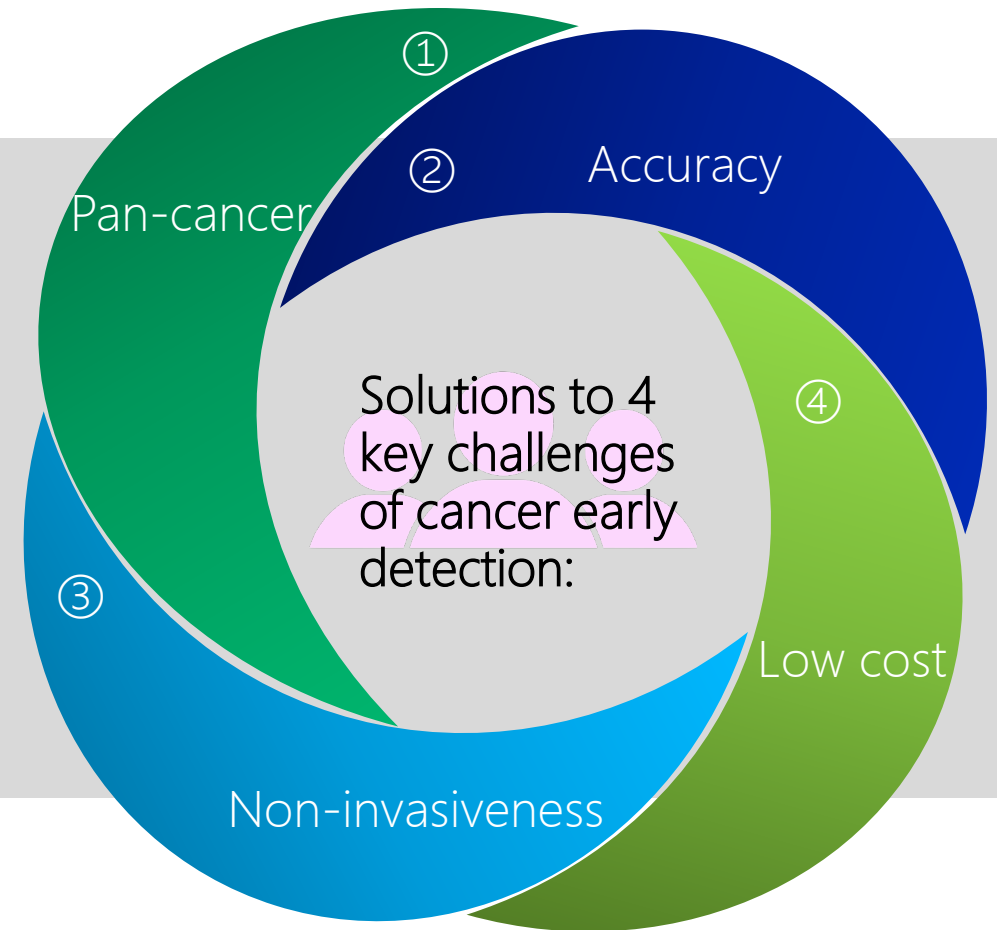 ①
Pan-cancer
②
Accuracy
③
Non-invasiveness
④
Low cost
Solutions to 4
key challenges
of cancer early
detection: